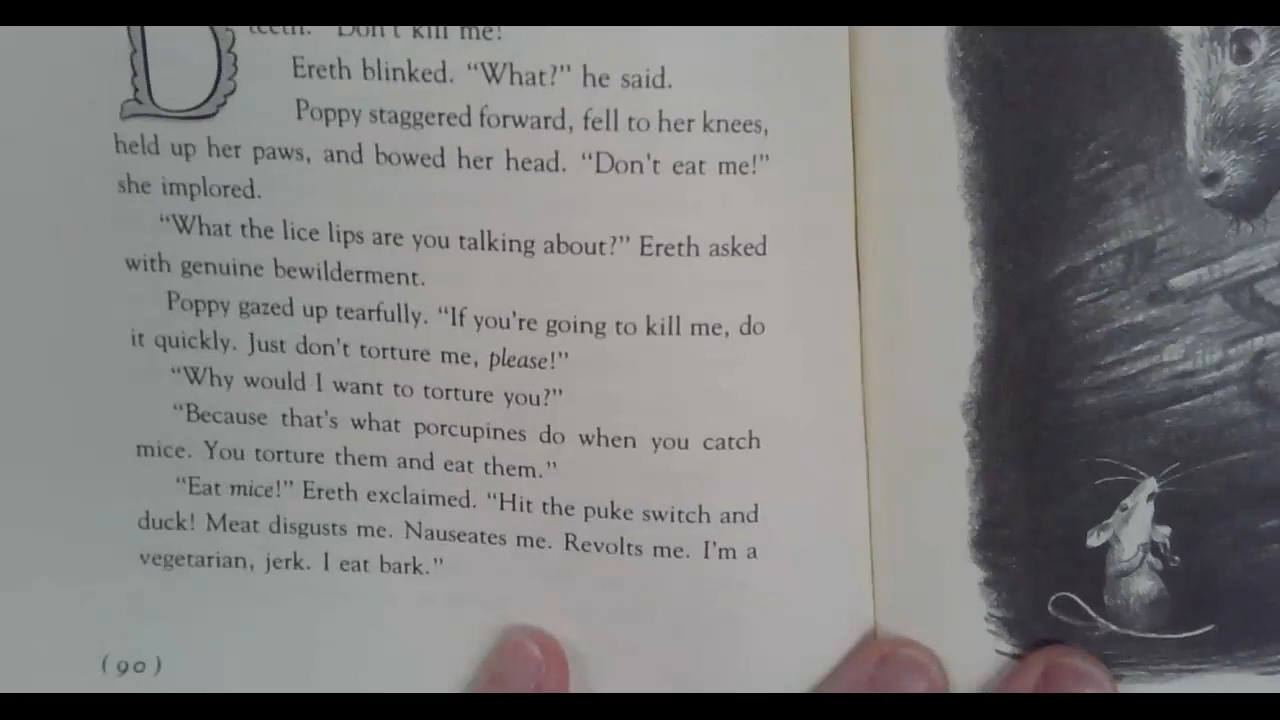 D
teeth. "Don't kill me!
Ereth blinked. "What?" he said.
Poppy staggered forward, fell to her knees,
held up her paws, and bowed her head. "Don't eat me!"
she implored.
"What the lice lips are you talking about?" Ereth asked
with genuine bewilderment.
Poppy gazed up tearfully. "If you're going to kill me, do
it quickly. Just don't torture me, please!"
"Why would I want to torture you?"
"Because that's what porcupines do when you catch
mice. You torture them and eat them."
"Eat mice!" Ereth exclaimed. "Hit the puke switch and
duck! Meat disgusts me. Nauseates me. Revolts me. I'm a
vegetarian, jerk. I eat bark."
(90)